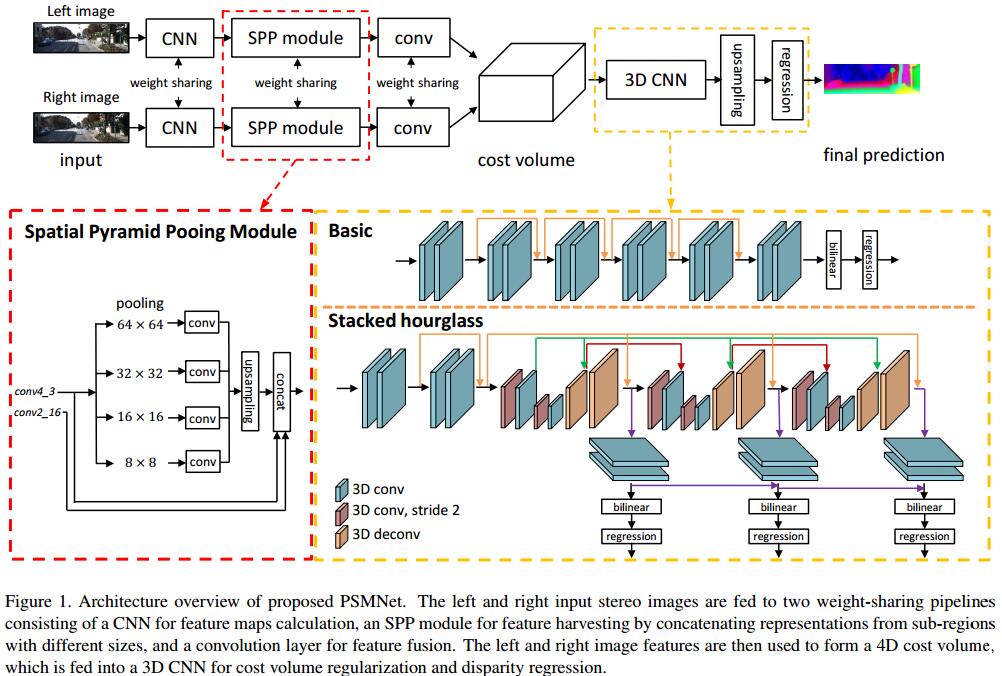 Left image
CNN
SPP module
conv
weight sharing
weight sharing
weight sharing
Right image
CNN
SPP module
conv
input
cost volume
3D CNN
upsampling
regression
final prediction
Spatial Pyramid Pooing Module
pooling
64 × 64
conv
32 × 32
conv
conv4_3
conv2_16
16 × 16
conv
8 × 8
conv
upsampling
concat
Basic
bilinear
regression
Stacked hourglass
3D conv
3D conv, stride 2
3D deconv
bilinear
bilinear
bilinear
regression
regression
regression
Figure 1. Architecture overview of proposed PSMNet. The left and right input stereo images are fed to two weight-sharing pipelines
consisting of a CNN for feature maps calculation, an SPP module for feature harvesting by concatenating representations from sub-regions
with different sizes, and a convolution layer for feature fusion. The left and right image features are then used to form a 4D cost volume,
which is fed into a 3D CNN for cost volume regularization and disparity regression.